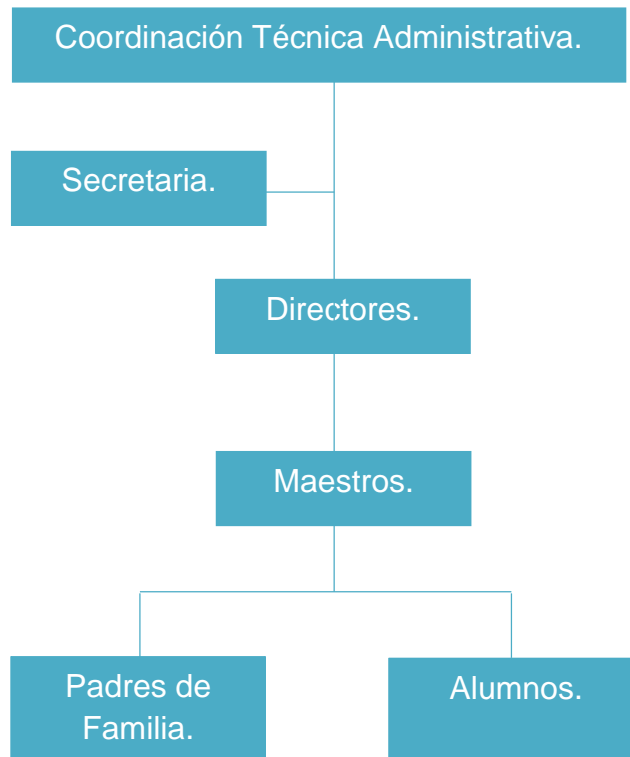 Coordinación Técnica Administrativa.
Secretaria.
Directores.
Maestros.
Padres de
Familia.
Alumnos.